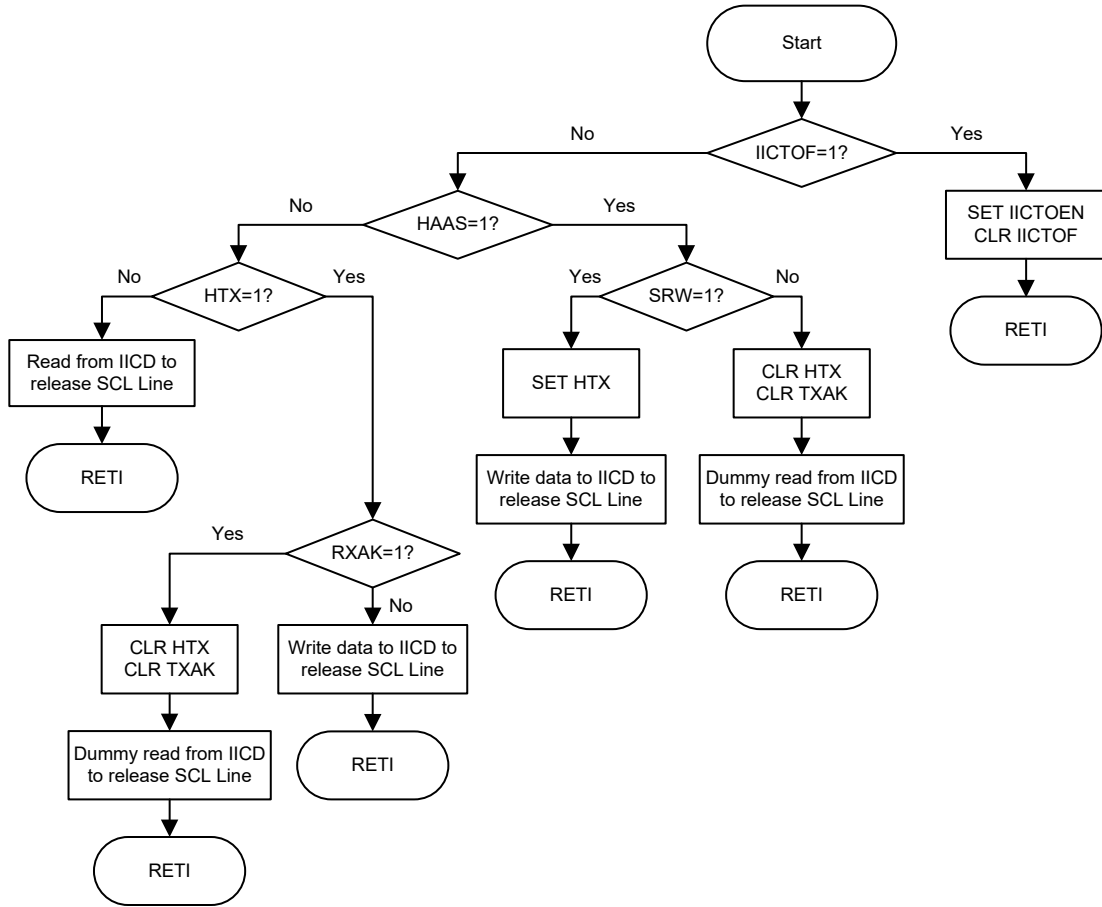 Start
No
Yes
IICTOF=1?
No
Yes
SET IICTOEN
CLR IICTOF
HAAS=1?
No
Yes
Yes
No
HTX=1?
SRW=1?
RETI
Read from IICD to
release SCL Line
SET HTX
CLR HTX
CLR TXAK
RETI
Write data to IICD to
release SCL Line
Dummy read from IICD
to release SCL Line
Yes
RXAK=1?
RETI
RETI
No
CLR HTX
CLR TXAK
Write data to IICD to
release SCL Line
Dummy read from IICD
to release SCL Line
RETI
RETI